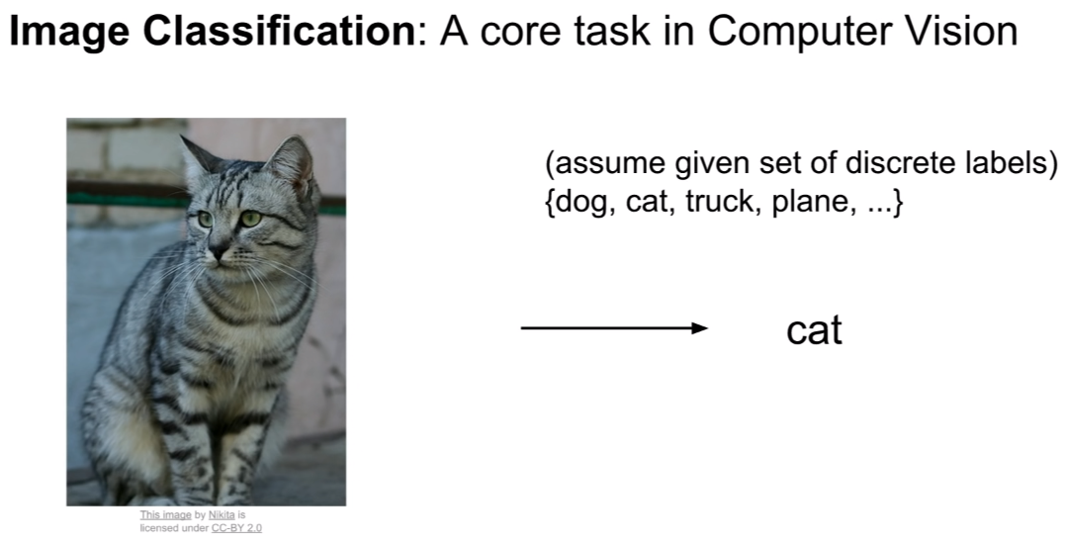 Image Classification: A core task in Computer Vision
(assume given set of discrete labels)
{dog, cat, truck, plane, ...}
cat
This image by Nikita is
licensed under CC-BY 2.0